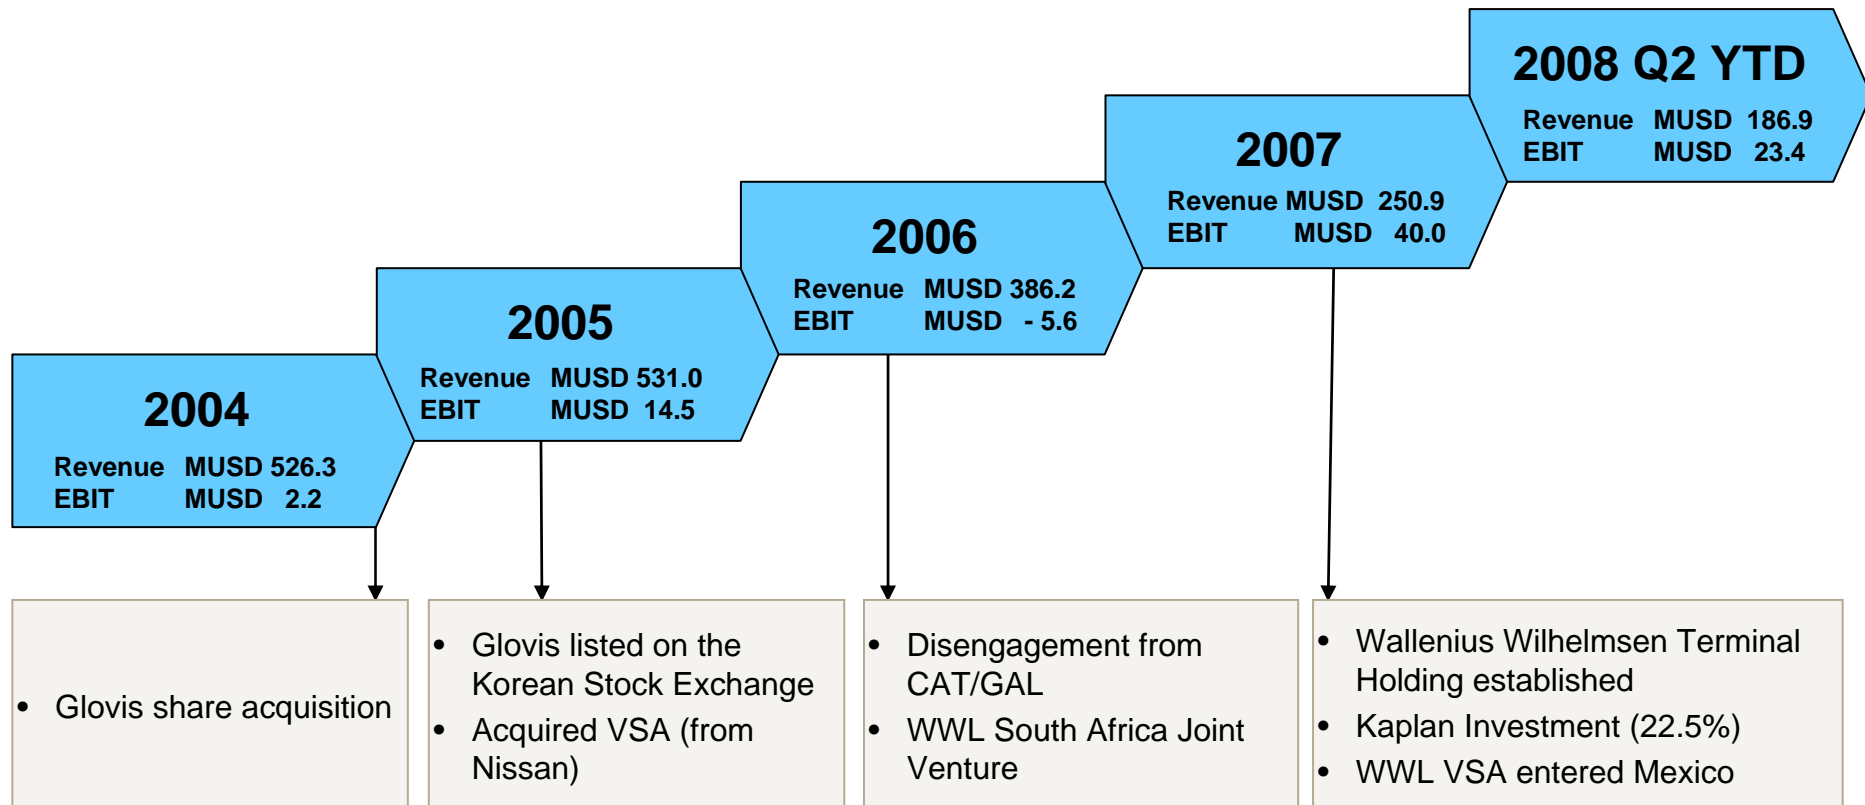 2008 Q2 YTD
Revenue MUSD 186.9
EBIT MUSD 23.4
2007
Revenue MUSD 250.9
EBIT MUSD 40.0
2006
Revenue MUSD 386.2
EBIT MUSD - 5.6
2005
Revenue MUSD 531.0
EBIT MUSD 14.5
2004
Revenue MUSD 526.3
EBIT MUSD 2.2
• Glovis share acquisition
• Glovis listed on the
Korean Stock Exchange
• Acquired VSA (from
Nissan)
• Disengagement from
CAT/GAL
• WWL South Africa Joint
Venture
• Wallenius Wilhelmsen Terminal
Holding established
• Kaplan Investment (22.5%)
• WWL VSA entered Mexico